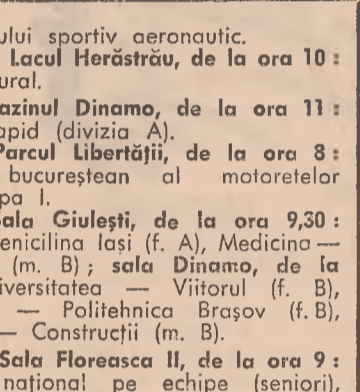 ului sportiv aeronautic.
Lacul Herăstrău, de la ora 10 :
ural.
azinul Dinamo, de la ora 11 :
apid (divizia A).
Parcul Libertății, de la ora 8 :
bucureștean al motoretelor
pa I.
Sala Giulești, de la ora 9,30 :
enicilina Iași (f. A), Medicina —
(m. B) ; sala Dinamo, de la
iversitatea — Viitorul (f. B),
— Politehnica Brașov (f. B),
— Construcții (m. B).
Sala Floreasca II, de la ora 9 :
național pe echipe (seniori),